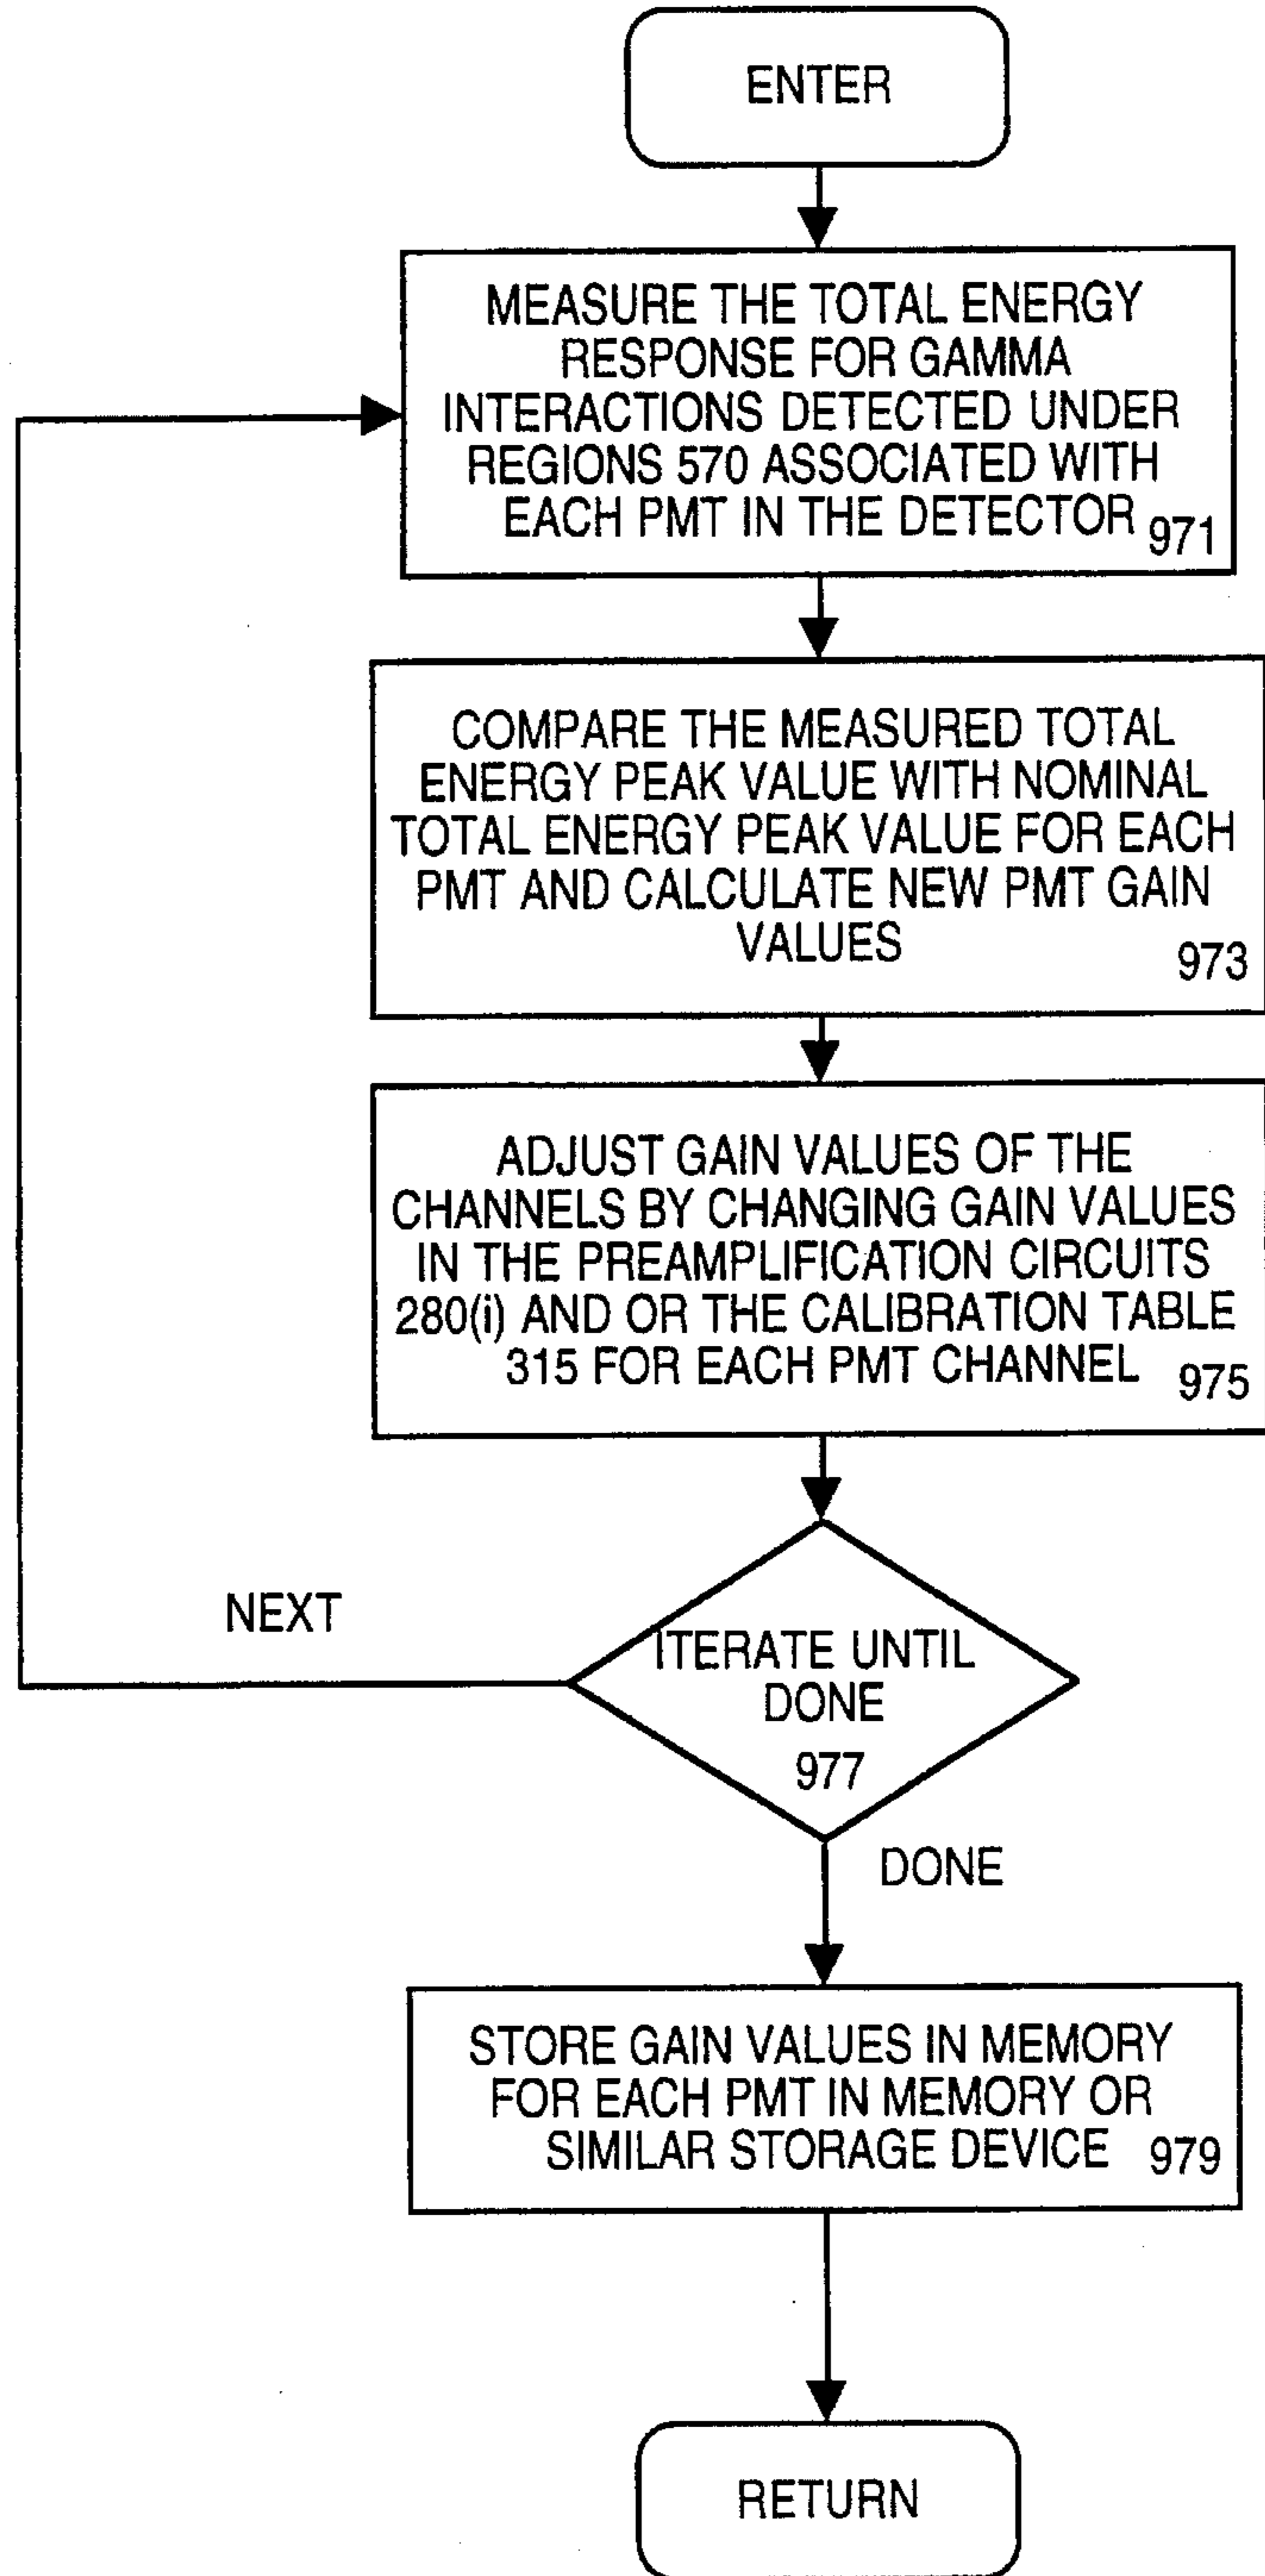 ENTER
MEASURE THE TOTAL ENERGY
RESPONSE FOR GAMMA
INTERACTIONS DETECTED UNDER
REGIONS 570 ASSOCIATED WITH
EACH PMT IN THE DETECTOR 971
COMPARE THE MEASURED TOTAL
ENERGY PEAK VALUE WITH NOMINAL
TOTAL ENERGY PEAK VALUE FOR EACH
PMT AND CALCULATE NEW PMT GAIN
VALUES 973
ADJUST GAIN VALUES OF THE
CHANNELS BY CHANGING GAIN VALUES
IN THE PREAMPLIFICATION CIRCUITS
280(i) AND OR THE CALIBRATION TABLE
315 FOR EACH PMT CHANNEL 975
NEXT
ITERATE UNTIL
DONE
977
DONE
STORE GAIN VALUES IN MEMORY
FOR EACH PMT IN MEMORY OR
SIMILAR STORAGE DEVICE 979
RETURN